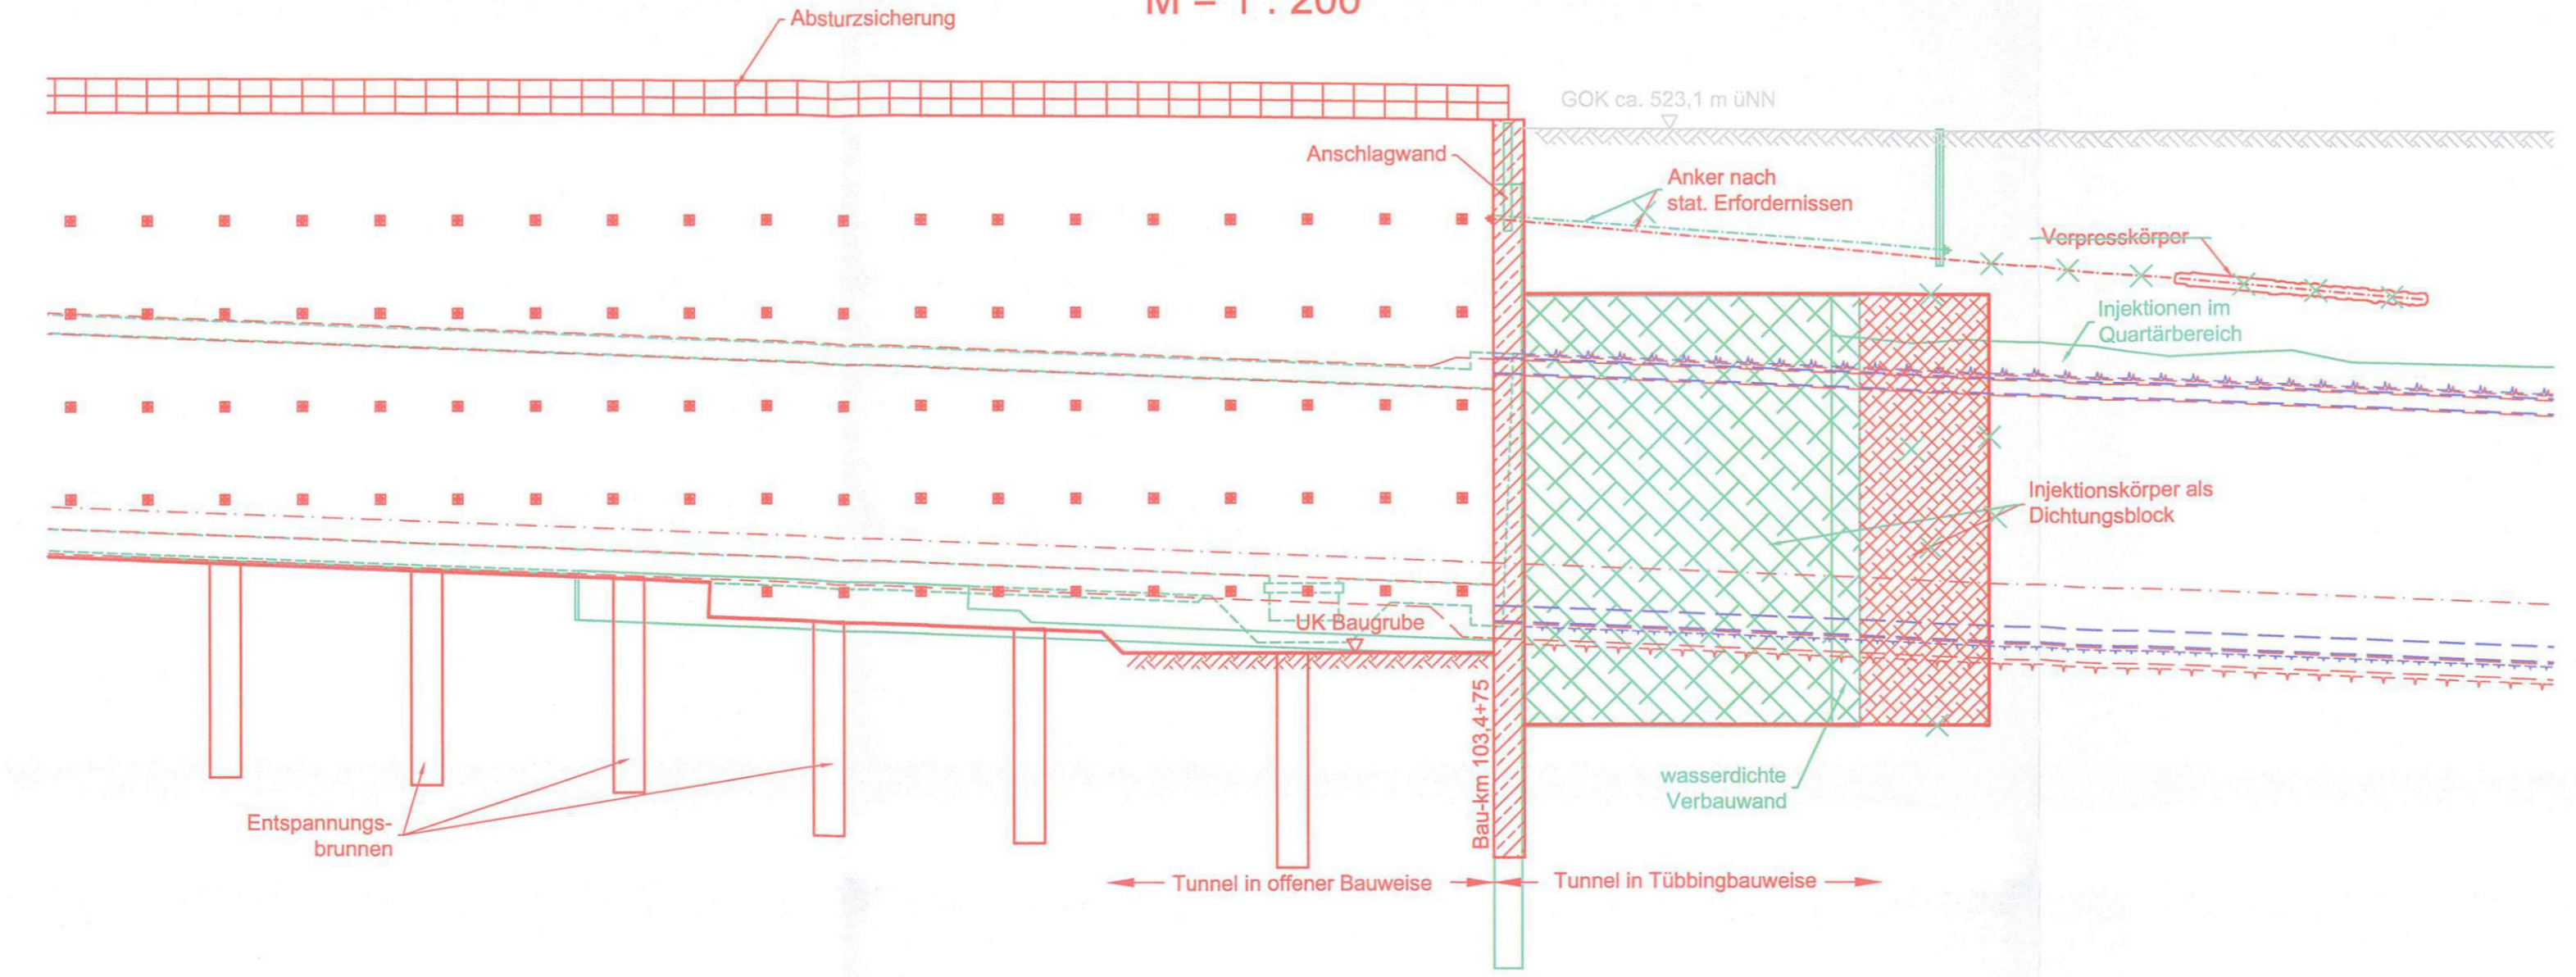 M = 1 : 200
Absturzsicherung
GOK ca. 523,1 m üNN
Anschlagwand
Anker nach
stat. Erfordernissen
Verpresskörper
Injektionen im
Quartärbereich
Injektionskörper als
Dichtungsblock
UK Baugrube
Bau-km 103,4+75
wasserdichte
Verbauwand
Entspannungs-
brunnen
Tunnel in offener Bauweise
Tunnel in Tübbingbauweise